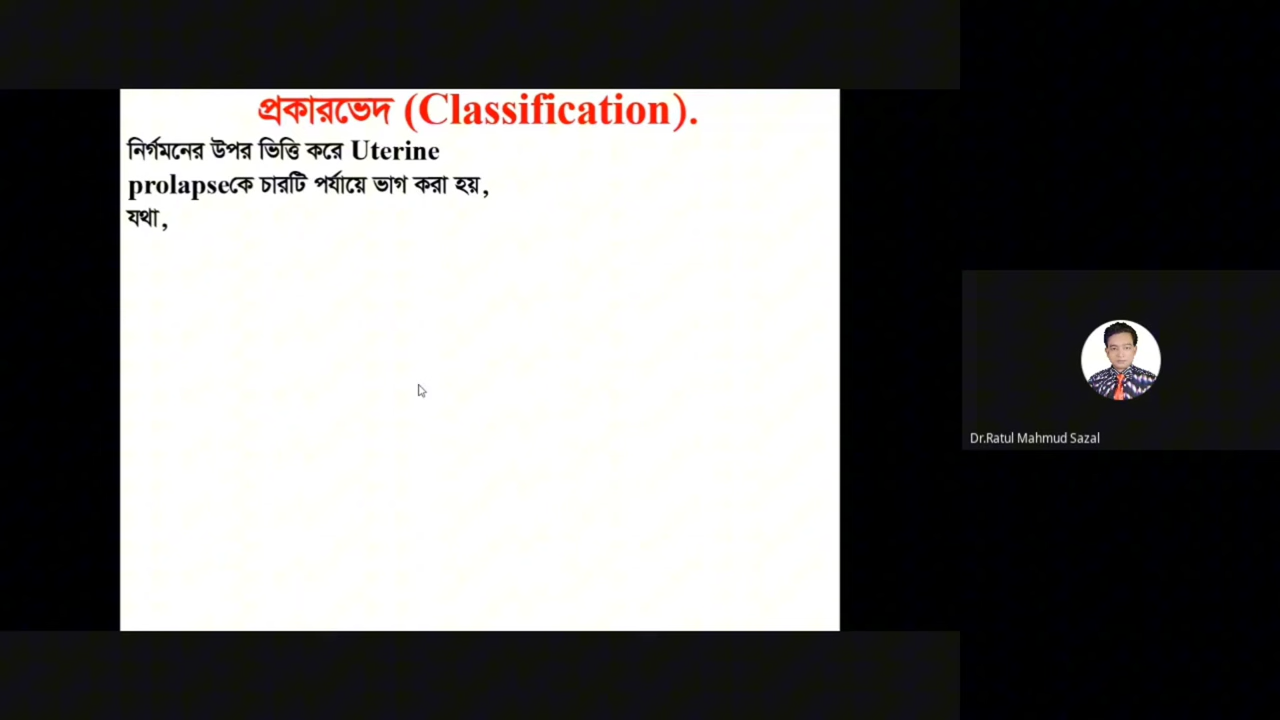 প্রকারভেদ (Classification).
নির্গমনের উপর ভিত্তি করে Uterine
prolapseকে চারটি পর্যায়ে ভাগ করা হয়,
যথা,
Dr.Ratul Mahmud Sazal